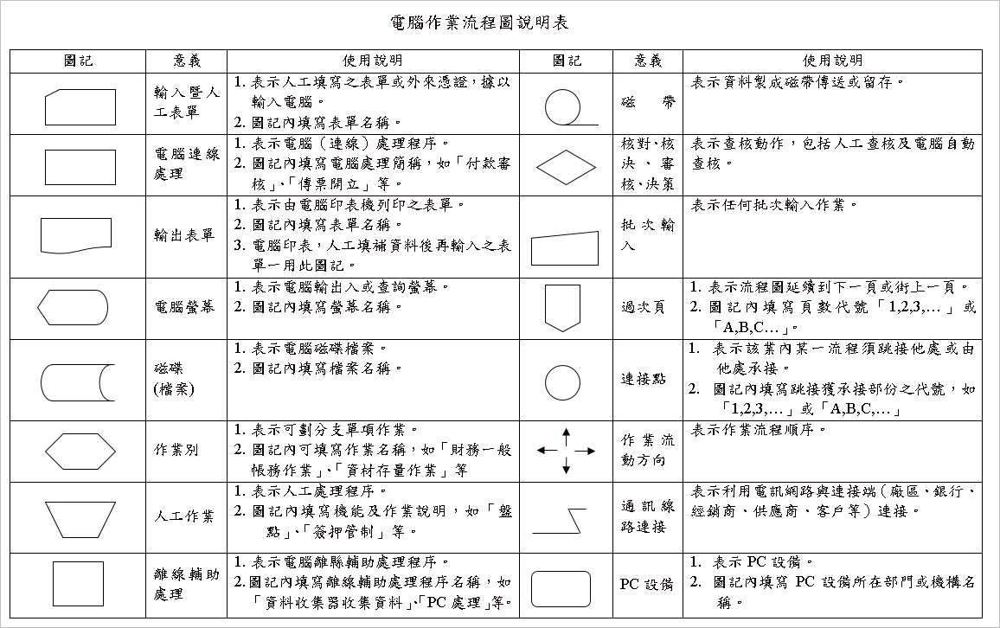 電腦作業流程圖說明表
圖記 意義 使用說明 圖記 意義 使用說明
輸入暨人
工表單
1. 表示人工填寫之表單或外來憑證，據以
輸入電腦。
2. 圖記內填寫表單名稱。
磁 帶
表示資料製成磁帶傳送或留存。
電腦連線
處理
1. 表示電腦（連線）處理程序。
2. 圖記內填寫電腦處理簡稱，如「付款審
核」、「傳票開立」等。
核對、核
決、審
核、決策
表示查核動作，包括人工查核及電腦自動
查核。
輸出表單
1. 表示由電腦印表機列印之表單。
2. 圖記內填寫表單名稱。
3. 電腦印表，人工填補資料後再輸入之表
單一用此圖記。
批次輸
入
表示任何批次輸入作業。
電腦螢幕
1. 表示電腦輸出入或查詢螢幕。
2. 圖記內填寫螢幕名稱。
過次頁
1. 表示流程圖延續到下一頁或銜上一頁。
2. 圖記內填寫頁數代號「1,2,3,…」或
「A,B,C…」。
磁碟
(檔案)
1. 表示電腦磁碟檔案。
2. 圖記內填寫檔案名稱。
連接點
1. 表示該業內某一流程須跳接他處或由
他處承接。
2. 圖記內填寫跳接獲承接部份之代號，如
「1,2,3,…」或「A,B,C,…」
作業別
1. 表示可劃分支單項作業。
2. 圖記內可填寫作業名稱，如「財務一般
帳務作業」、「資材存量作業」等
作業流
動方向
表示作業流程順序。
人工作業
1. 表示人工處理程序。
2. 圖記內填寫機能及作業說明，如「盤
點」、「簽押管制」等。
通訊線
路連接
表示利用電訊網路與連接端（廠區、銀行、
經銷商、供應商、客戶等）連接。
離線輔助
處理
1. 表示電腦離縣輔助處理程序。
2. 圖記內填寫離線輔助處理程序名稱，如
「資料收集器收集資料」、「PC 處理」等。
PC 設備
1. 表示 PC 設備。
2. 圖記內填寫 PC 設備所在部門或機構名
稱。